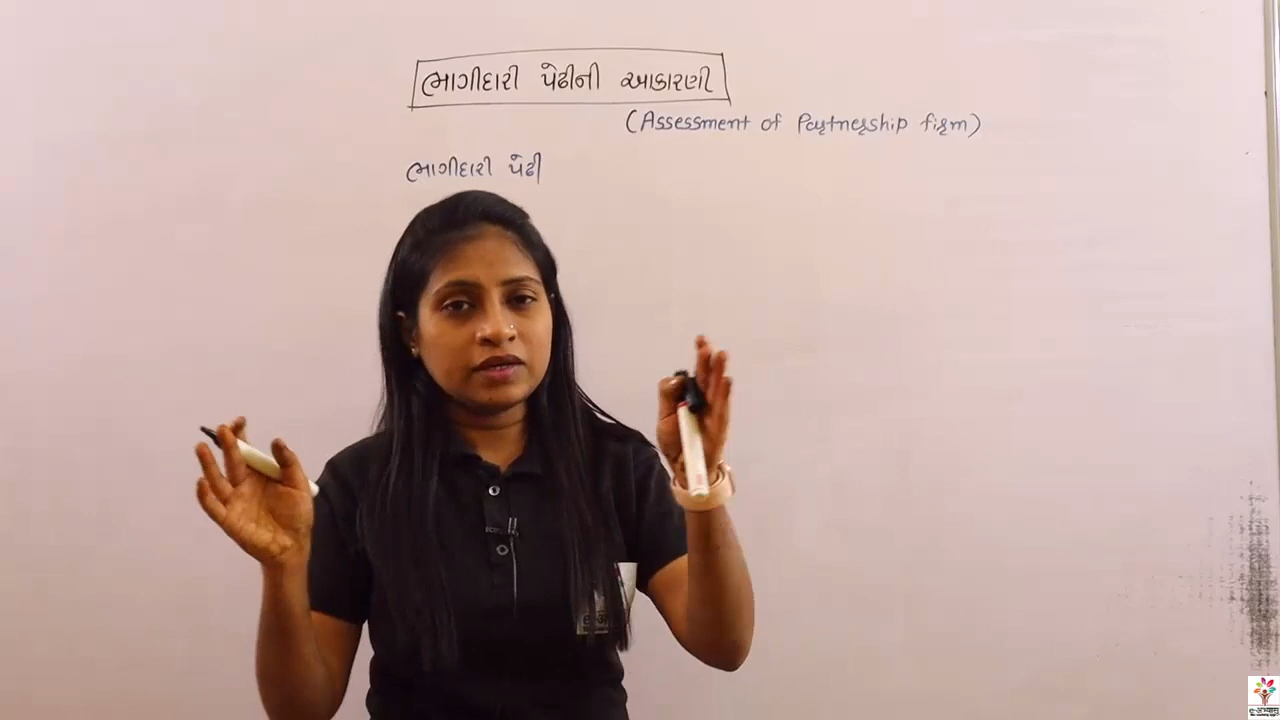 ભાગીદારી પેઢીની આકારણી
(Assessment of Partnership firm)
ભાગીદારી પેઢી